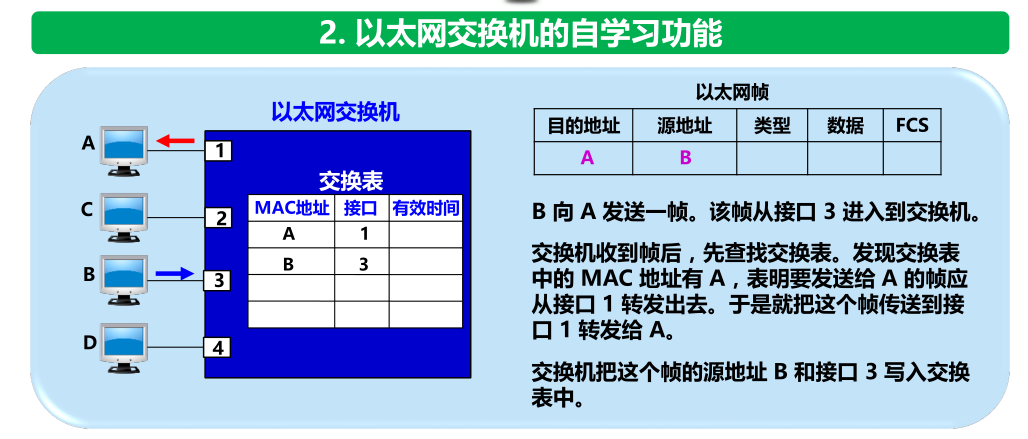 2. 以太网交换机的自学习功能
以太网交换机
A
1
C
2
B
3
D
4
交换表
MAC地址 接口 有效时间
A 1
B 3
以太网帧
目的地址 源地址 类型 数据 FCS
A B
B 向 A 发送一帧。该帧从接口 3 进入到交换机。
交换机收到帧后，先查找交换表。发现交换表
中的 MAC 地址有 A，表明要发送给 A 的帧应
从接口 1 转发出去。于是就把这个帧传送到接
口 1 转发给 A。
交换机把这个帧的源地址 B 和接口 3 写入交换
表中。